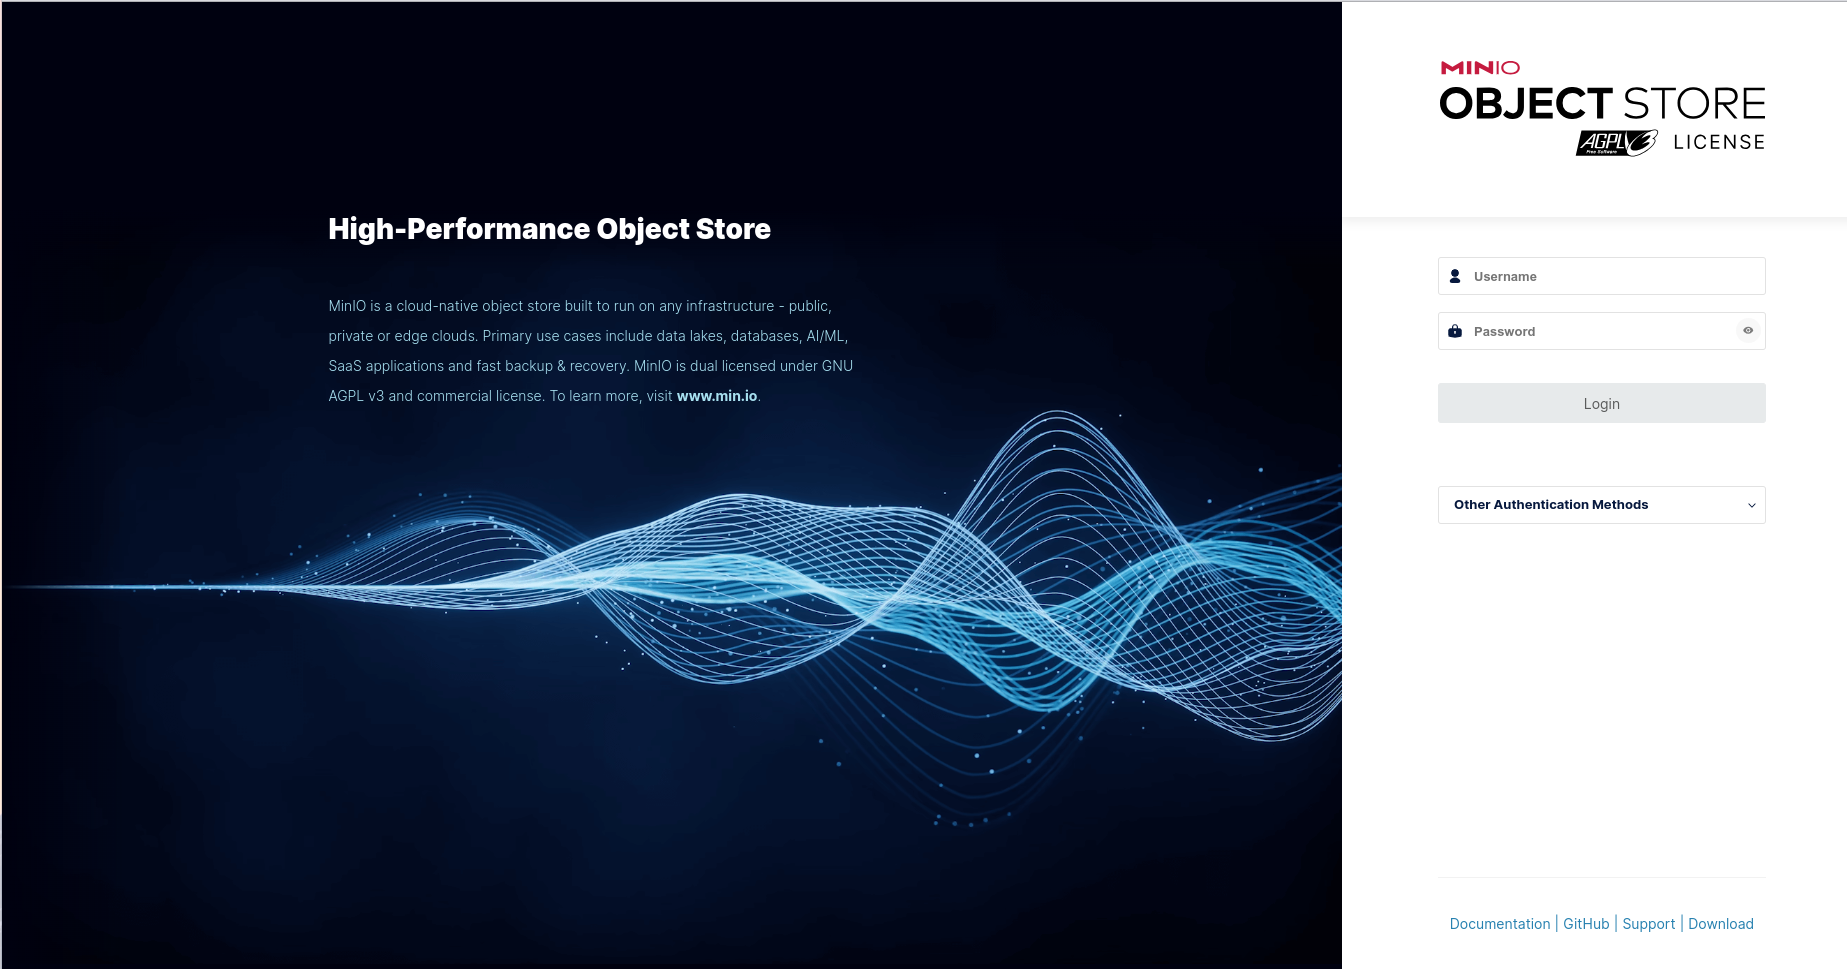 High-Performance Object Store
MinIO is a cloud-native object store built to run on any infrastructure - public,
private or edge clouds. Primary use cases include data lakes, databases, AI/ML,
SaaS applications and fast backup & recovery. MinIO is dual licensed under GNU
AGPL v3 and commercial license. To learn more, visit www.min.io.
MINIO
OBJECT STORE
AGPLv3 LICENSE
Free Software
Username
Password
Login
Other Authentication Methods
Documentation | GitHub | Support | Download